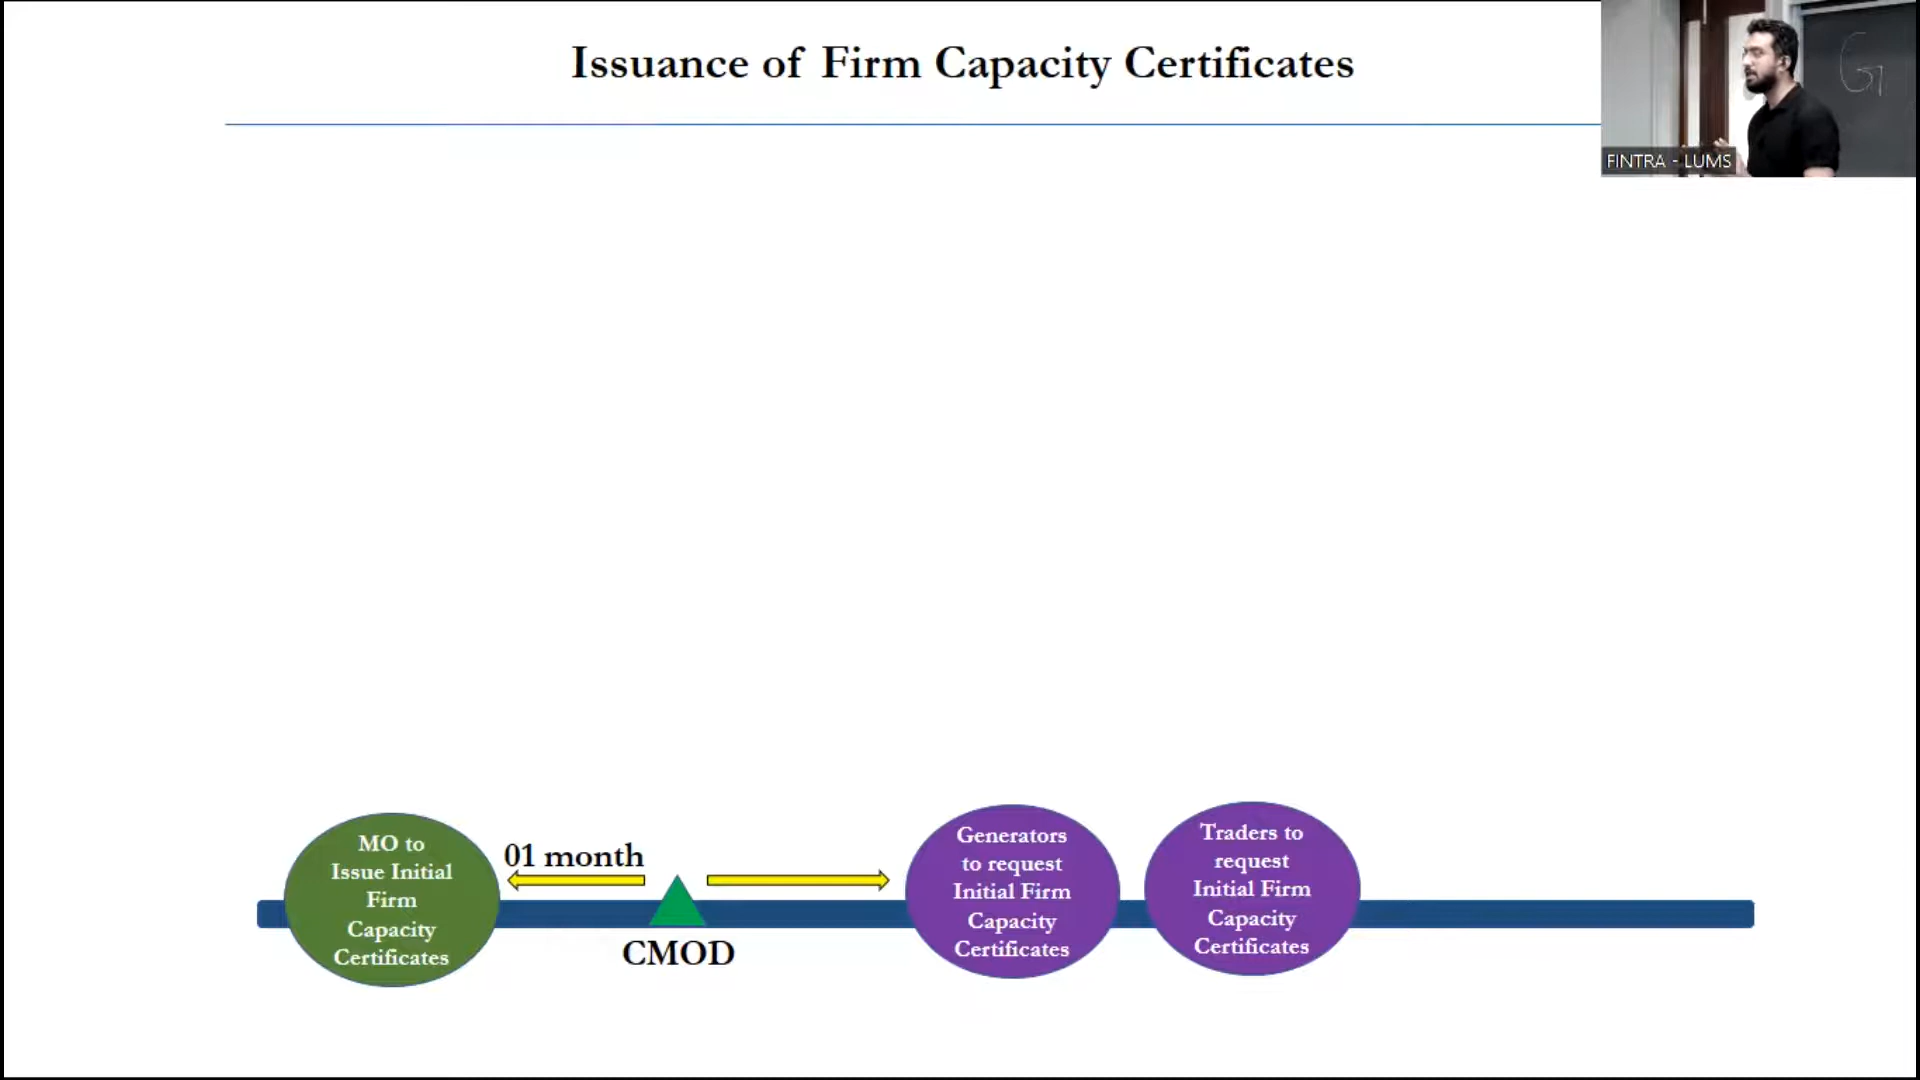 Issuance of Firm Capacity Certificates
G
FINTRA - LUMS
MO to
Issue Initial
Firm
Capacity
Certificates
01 month
CMOD
Generators
to request
Initial Firm
Capacity
Certificates
Traders to
request
Initial Firm
Capacity
Certificates